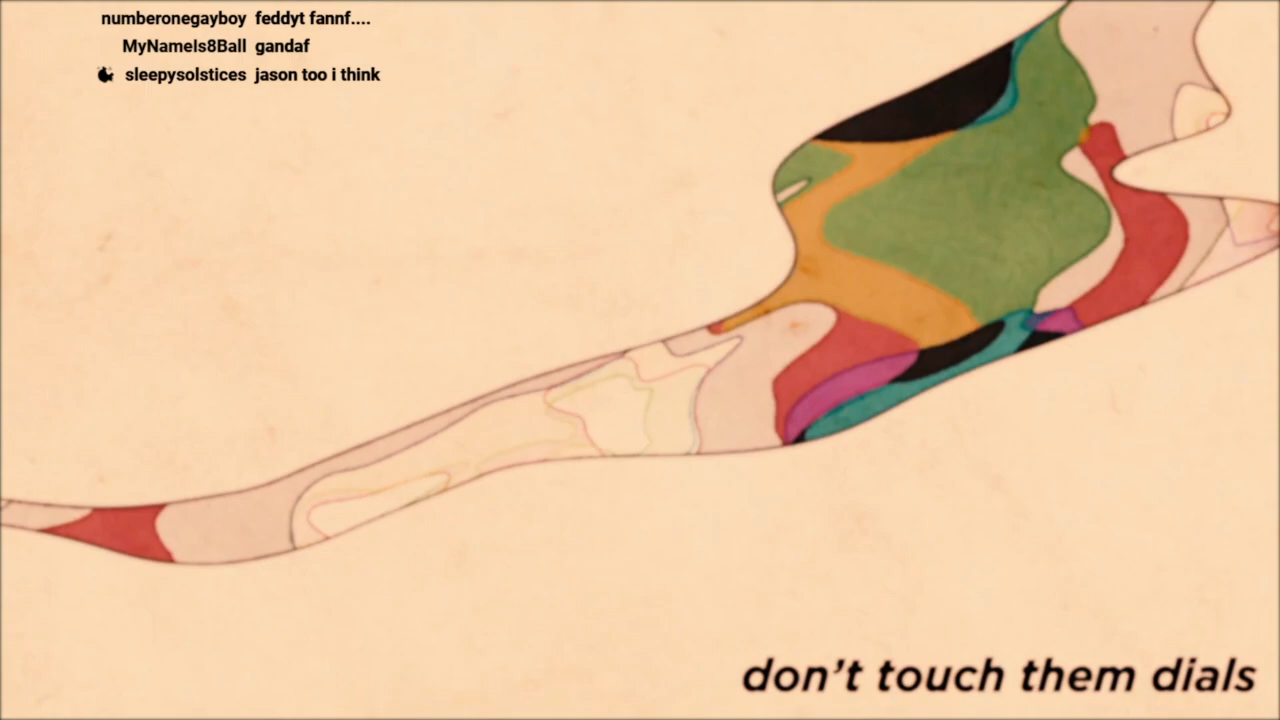 numberonegayboy feddyt fannf....
MyNameIs8Ball gandaf
sleepysolstices jason too i think
don't touch them dials